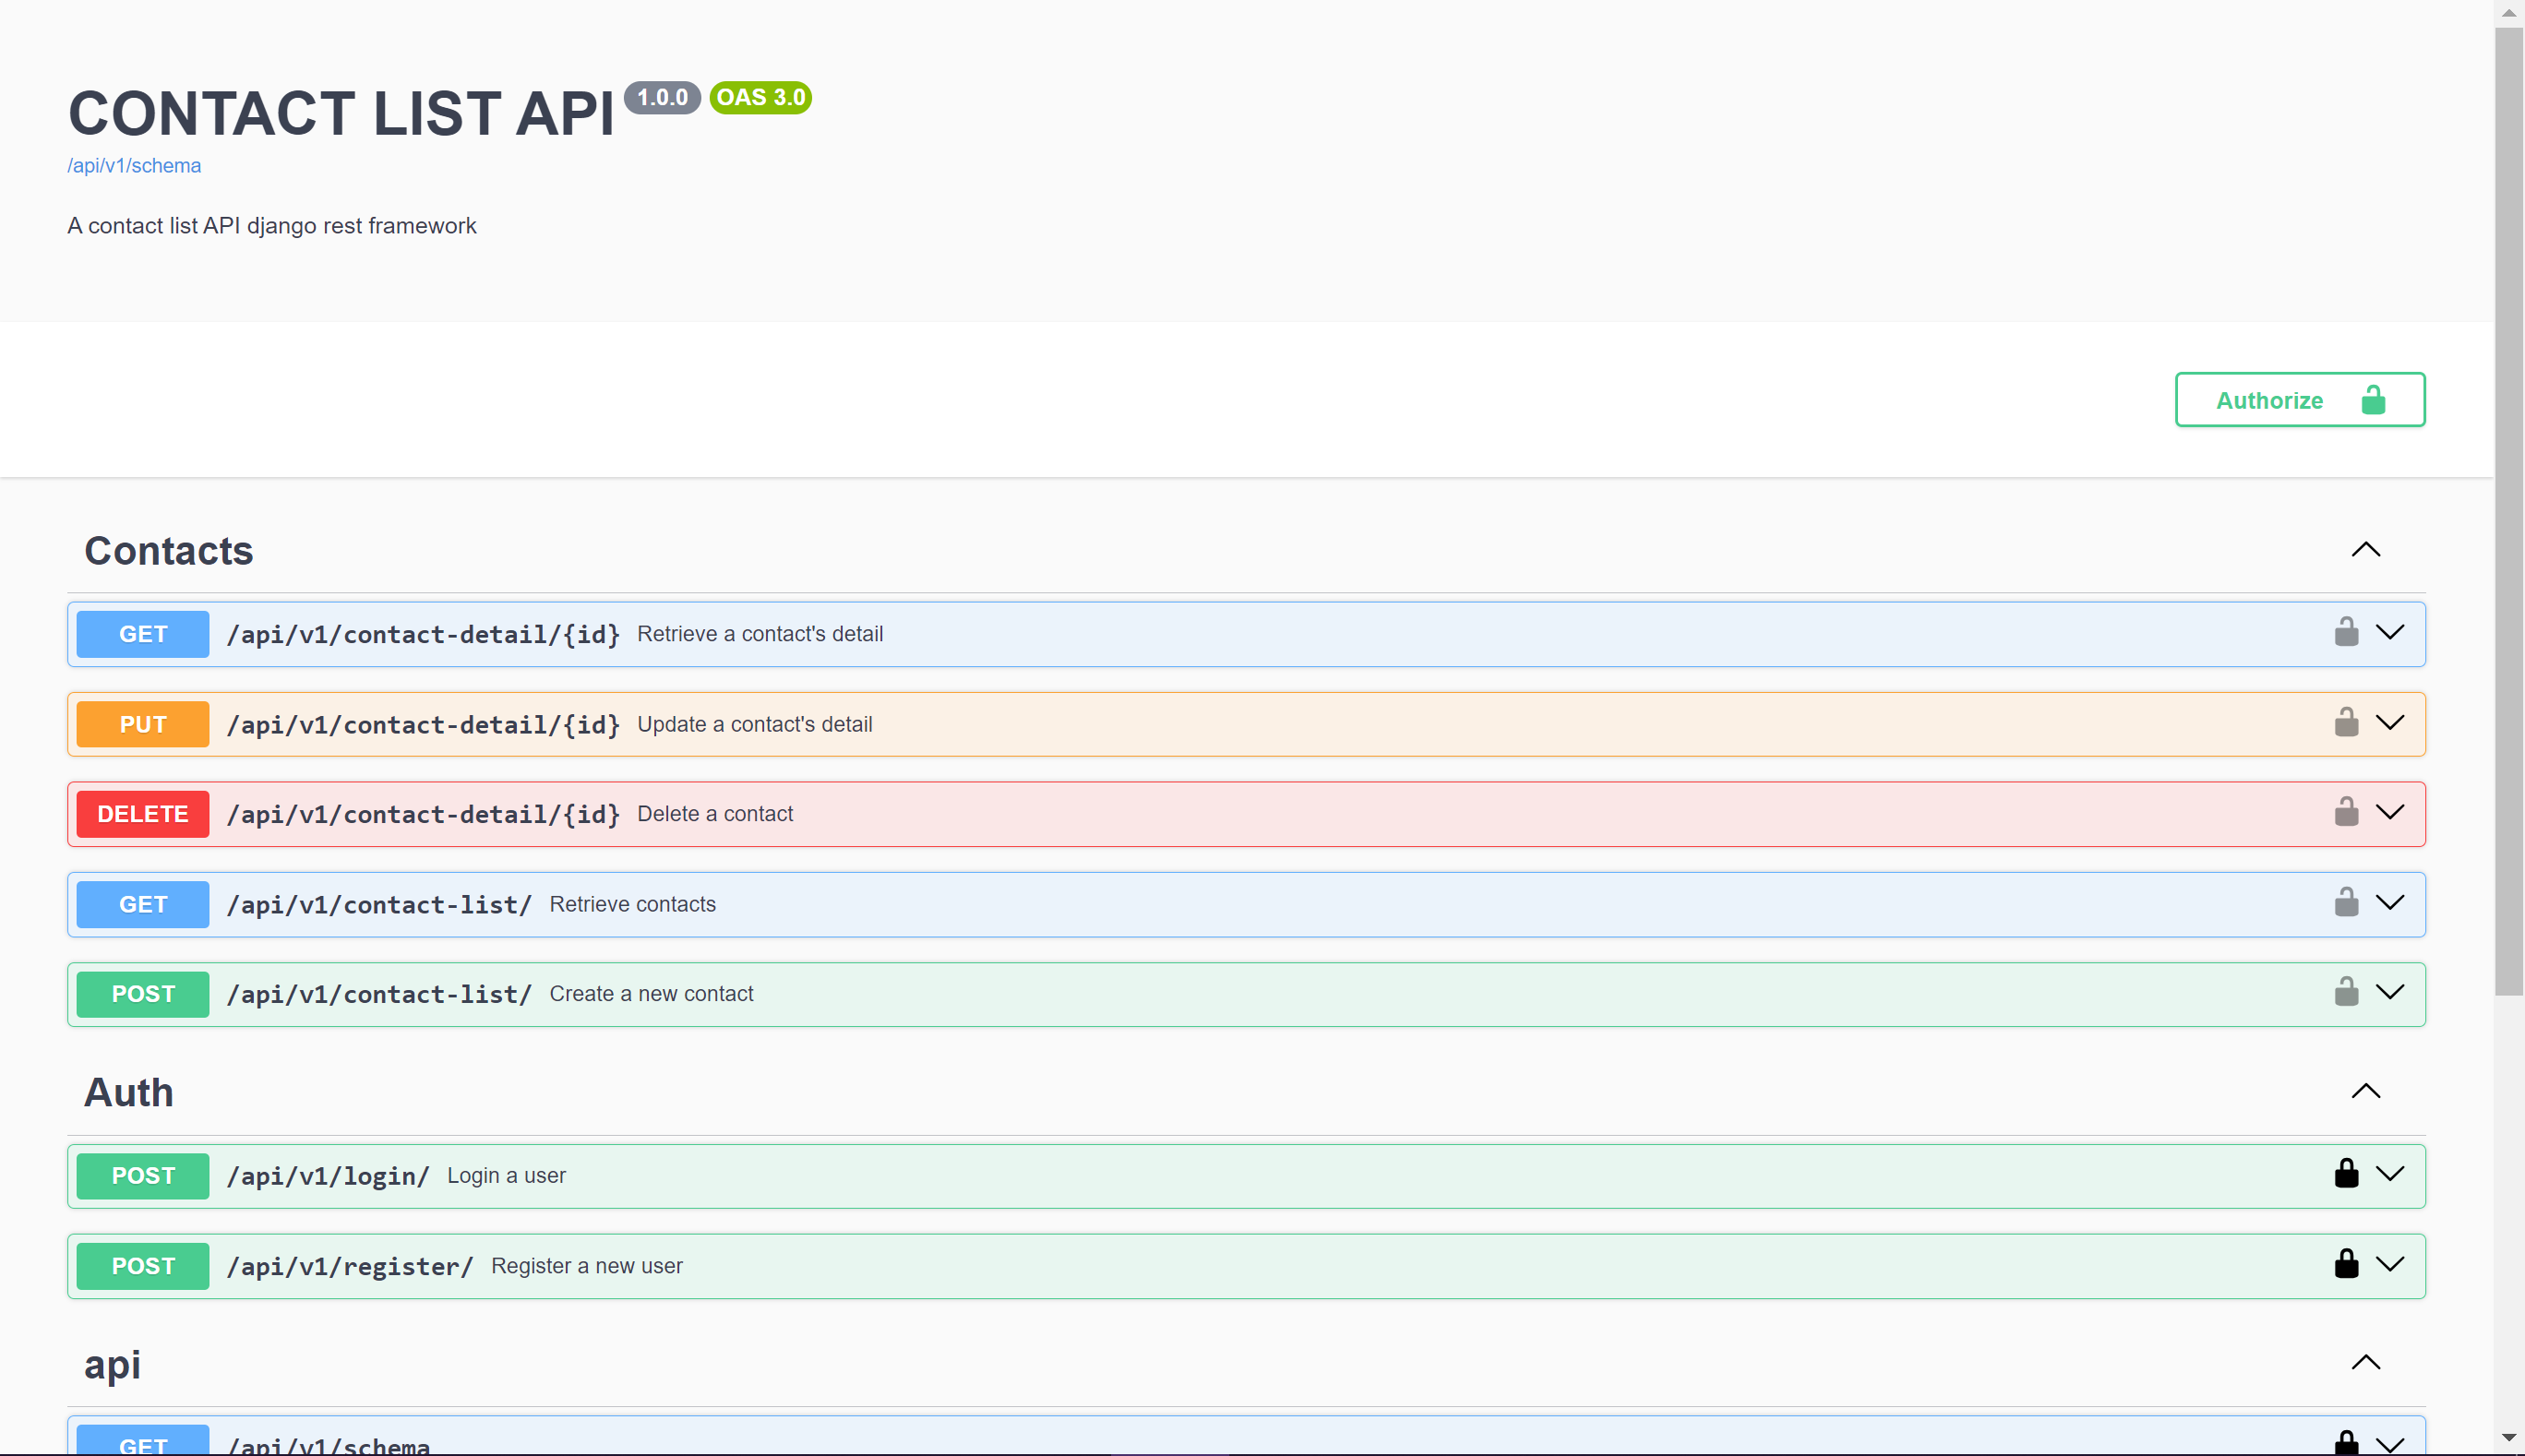 CONTACT LIST API 1.0.0 OAS 3.0
/api/v1/schema
A contact list API django rest framework
Authorize
Contacts
GET /api/v1/contact-detail/{id} Retrieve a contact's detail
PUT /api/v1/contact-detail/{id} Update a contact's detail
DELETE /api/v1/contact-detail/{id} Delete a contact
GET /api/v1/contact-list/ Retrieve contacts
POST /api/v1/contact-list/ Create a new contact
Auth
POST /api/v1/login/ Login a user
POST /api/v1/register/ Register a new user
api
GET /api/v1/schema